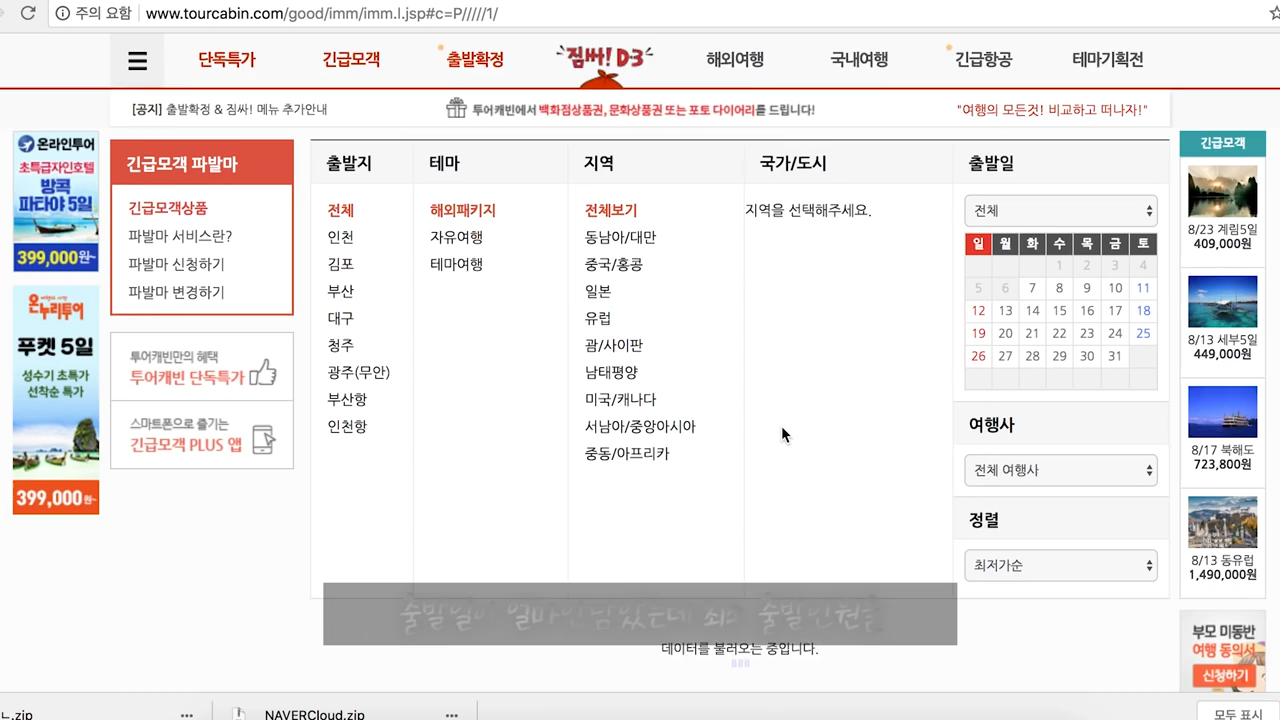 주의 요함
www.tourcabin.com/good/imm/imm.l.jsp#c=P/////1/
단독특가
긴급모객
출발확정
짐싸! D-3
해외여행
국내여행
긴급항공
테마기획전
[공지] 출발확정 & 짐싸! 메뉴 추가안내
투어캐빈에서 백화점상품권, 문화상품권 또는 포토 다이어리를 드립니다!
"여행의 모든것! 비교하고 떠나자!"
온라인투어
초특급자인호텔
방콕
파타야 5일
399,000원~
온누리투어
푸켓 5일
성수기 초특가
선착순 특가
399,000원~
긴급모객 파발마
긴급모객상품
파발마 서비스란?
파발마 신청하기
파발마 변경하기
투어캐빈만의 혜택
투어캐빈 단독특가
스마트폰으로 즐기는
긴급모객 PLUS 앱
출발지
전체
인천
김포
부산
대구
청주
광주(무안)
부산항
인천항
테마
해외패키지
자유여행
테마여행
지역
전체보기
동남아/대만
중국/홍콩
일본
유럽
괌/사이판
남태평양
미국/캐나다
서남아/중앙아시아
중동/아프리카
국가/도시
지역을 선택해주세요.
출발일
전체
일 월 화 수 목 금 토
1 2 3 4
5 6 7 8 9 10 11
12 13 14 15 16 17 18
19 20 21 22 23 24 25
26 27 28 29 30 31
여행사
전체 여행사
정렬
최저가순
긴급모객
8/23 계림5일
409,000원
8/13 세부5일
449,000원
8/17 북해도
723,800원
8/13 동유럽
1,490,000원
부모 미동반
여행 동의서
신청하기
출발일이 얼마안남았는데 최소 출발인원을
데이터를 불러오는 중입니다.
ㄴ.zip
NAVERCloud.zip
모두 표시